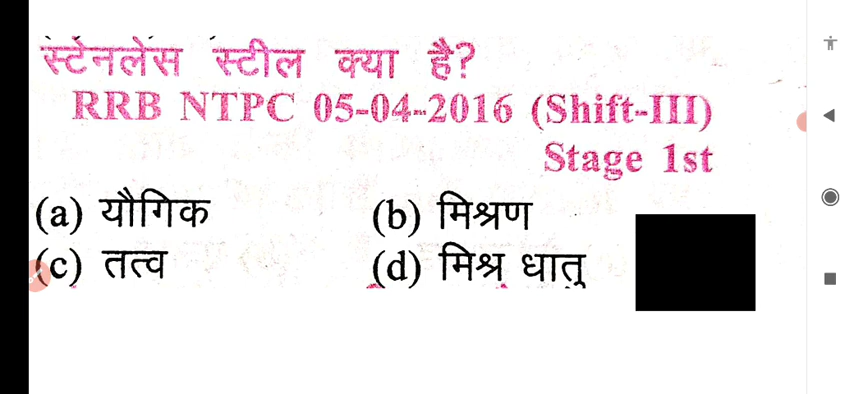 स्टेनलेस स्टील क्या है?
RRB NTPC 05-04-2016 (Shift-III)
Stage 1st
(a) यौगिक (b) मिश्रण
(c) तत्व (d) मिश्र धातु